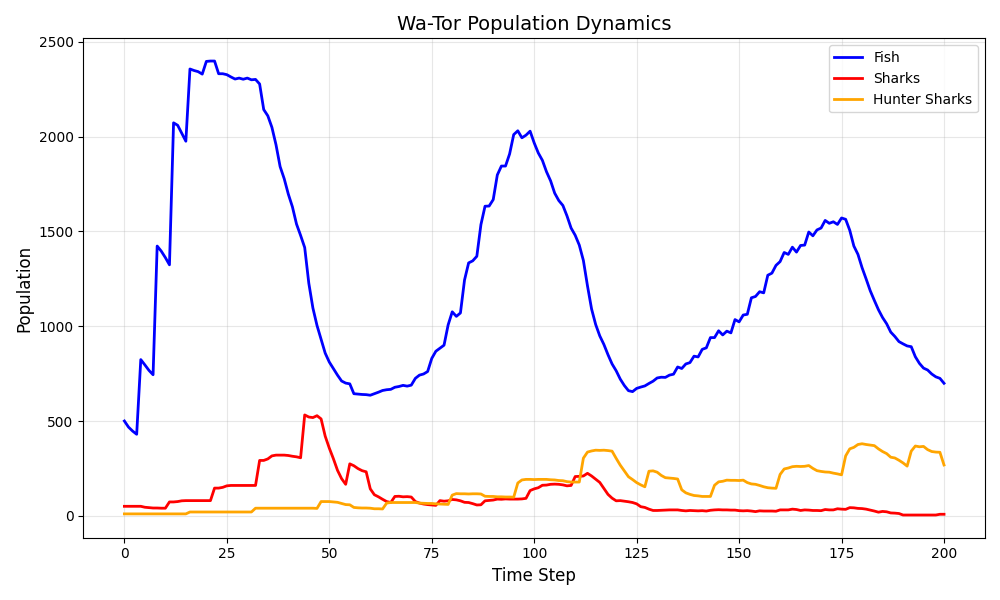 Wa-Tor Population Dynamics
Fish
Sharks
Hunter Sharks
Population
2500
2000
1500
1000
500
0
0 25 50 75 100 125 150 175 200
Time Step